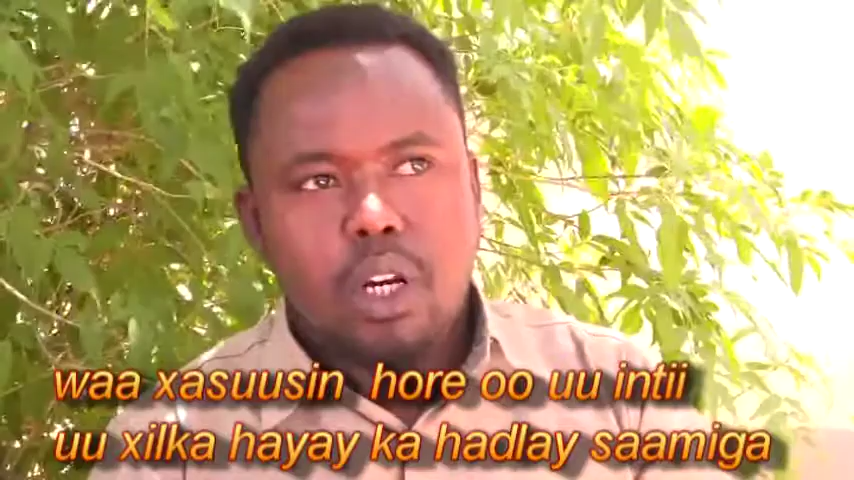 waa xasuusin hore oo uu intii
uu xilka hayay ka hadlay saamiga